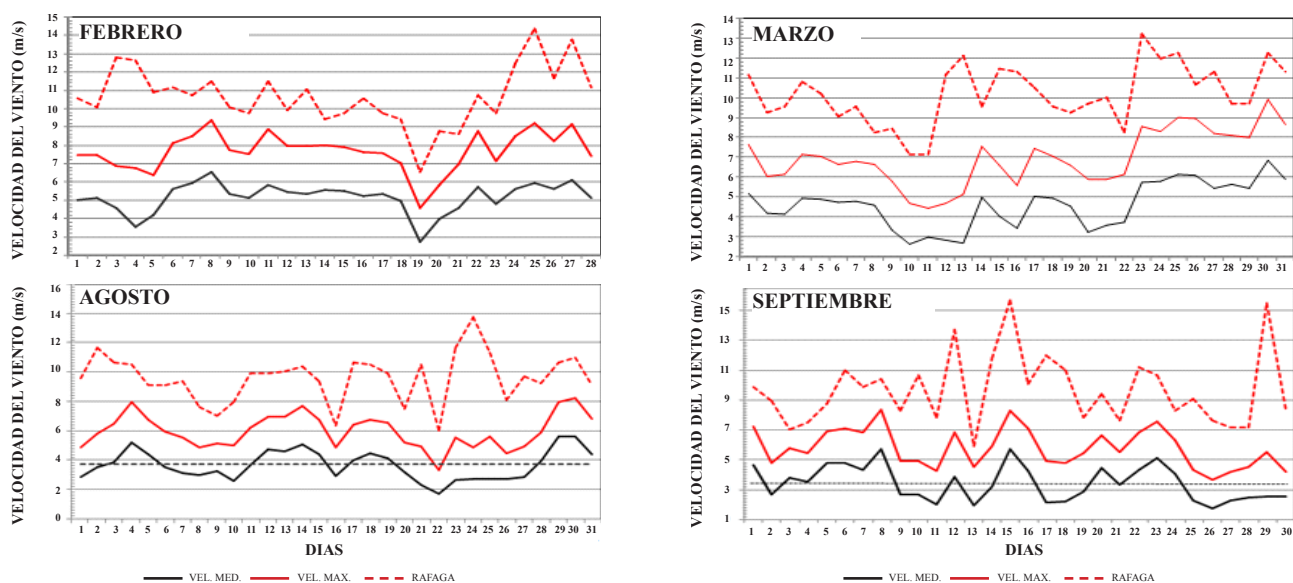 FEBRERO
VELOCIDAD DEL VIENTO (m/s)
15
14
13
12
11
10
9
8
7
6
5
4
3
2
1 2 3 4 5 6 7 8 9 10 11 12 13 14 15 16 17 18 19 20 21 22 23 24 25 26 27 28
MARZO
VELOCIDAD DEL VIENTO (m/s)
14
13
12
11
10
9
8
7
6
5
4
3
2
1 2 3 4 5 6 7 8 9 10 11 12 13 14 15 16 17 18 19 20 21 22 23 24 25 26 27 28 29 30 31
AGOSTO
VELOCIDAD DEL VIENTO (m/s)
16
14
12
10
8
6
4
2
0
1 2 3 4 5 6 7 8 9 10 11 12 13 14 15 16 17 18 19 20 21 22 23 24 25 26 27 28 29 30 31
DIAS
VEL. MED. VEL. MAX. RAFAGA
SEPTIEMBRE
VELOCIDAD DEL VIENTO (m/s)
15
13
11
9
7
5
3
1
1 2 3 4 5 6 7 8 9 10 11 12 13 14 15 16 17 18 19 20 21 22 23 24 25 26 27 28 29 30
DIAS
VEL. MED. VEL. MAX. RAFAGA